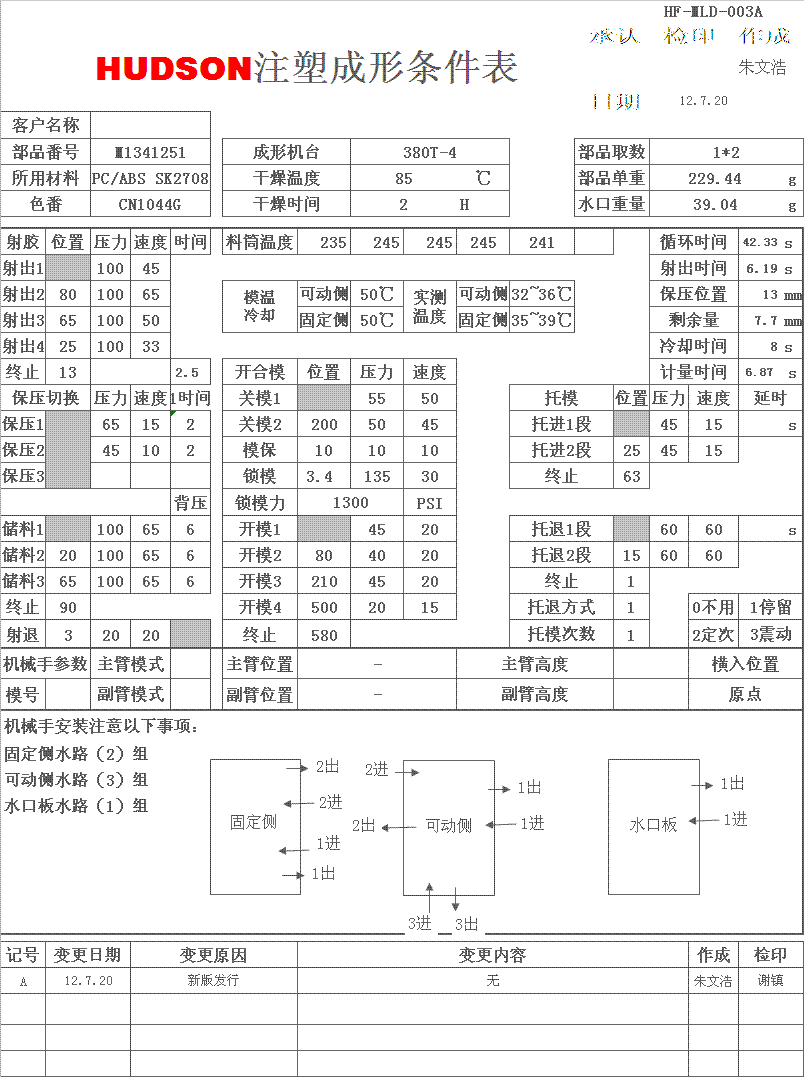 HF-MLD-003A
承认 检印 作成
HUDSON注塑成形条件表
朱文浩
日期 12.7.20
客户名称
部品番号 M1341251 成形机台 380T-4 部品取数 1*2
所用材料 PC/ABS SK2708 干燥温度 85 ℃ 部品单重 229.44 g
色番 CN1044G 干燥时间 2 H 水口重量 39.04 g
射胶 位置 压力 速度 时间 料筒温度 235 245 245 245 241 循环时间 42.33 s
射出1 100 45 射出时间 6.19 s
射出2 80 100 65 模温冷却 可动侧 50℃ 实测温度 可动侧 32~36℃ 保压位置 13 mm
射出3 65 100 50 固定侧 50℃ 固定侧 35~39℃ 剩余量 7.7 mm
射出4 25 100 33 冷却时间 8 s
终止 13 2.5 开合模 位置 压力 速度 计量时间 6.87 s
保压切换 压力 速度 1时间 关模1 55 50 托模 位置 压力 速度 延时
保压1 65 15 2 关模2 200 50 45 托进1段 45 15 s
保压2 45 10 2 模保 10 10 10 托进2段 25 45 15
保压3 锁模 3.4 135 30 终止 63
背压 锁模力 1300 PSI
储料1 100 65 6 开模1 45 20 托退1段 60 60 s
储料2 20 100 65 6 开模2 80 40 20 托退2段 15 60 60
储料3 65 100 65 6 开模3 210 45 20 终止 1
终止 90 开模4 500 20 15 托退方式 1 0不用 1停留
射退 3 20 20 终止 580 托模次数 1 2定次 3震动
机械手参数 主臂模式 主臂位置 - 主臂高度 横入位置
模号 副臂模式 副臂位置 - 副臂高度 原点
机械手安装注意以下事项:
固定侧水路（2）组
可动侧水路（3）组
水口板水路（1）组
固定侧 2出 2进 1进 1出
可动侧 2进 1出 2出 1进 3进 3出
水口板 1出 1进
记号 变更日期 变更原因 变更内容 作成 检印
A 12.7.20 新版发行 无 朱文浩 谢镇